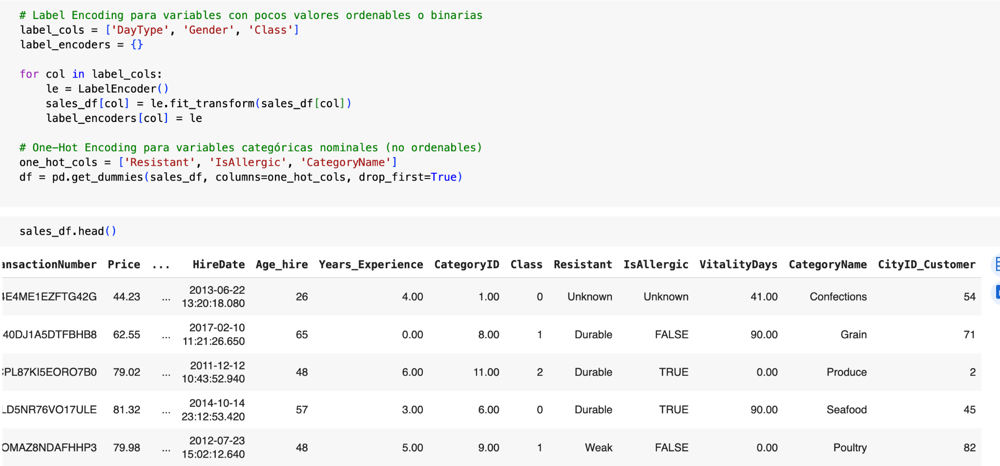 # Label Encoding para variables con pocos valores ordenables o binarias
label_cols = ['DayType', 'Gender', 'Class']
label_encoders = {}
for col in label_cols:
le = LabelEncoder()
sales_df[col] = le.fit_transform(sales_df[col])
label_encoders[col] = le
# One-Hot Encoding para variables categóricas nominales (no ordenables)
one_hot_cols = ['Resistant', 'IsAllergic', 'CategoryName']
df = pd.get_dummies(sales_df, columns=one_hot_cols, drop_first=True)
sales_df.head()
ansactionNumber Price ... HireDate Age_hire Years_Experience CategoryID Class Resistant IsAllergic VitalityDays CategoryName CityID_Customer
4E4ME1EZFTG42G 44.23 ... 2013-06-22 13:20:18.080 26 4.00 1.00 0 Unknown Unknown 41.00 Confections 54
40DJ1A5DTFBHB8 62.55 ... 2017-02-10 11:21:26.650 65 0.00 8.00 1 Durable FALSE 90.00 Grain 71
PL87KI5EORO7B0 79.02 ... 2011-12-12 10:43:52.940 48 6.00 11.00 2 Durable TRUE 0.00 Produce 2
LD5NR76VO17ULE 81.32 ... 2014-10-14 23:12:53.420 57 3.00 6.00 0 Durable TRUE 90.00 Seafood 45
OMAZ8NDAFHHP3 79.98 ... 2012-07-23 15:02:12.640 48 5.00 9.00 1 Weak FALSE 0.00 Poultry 82